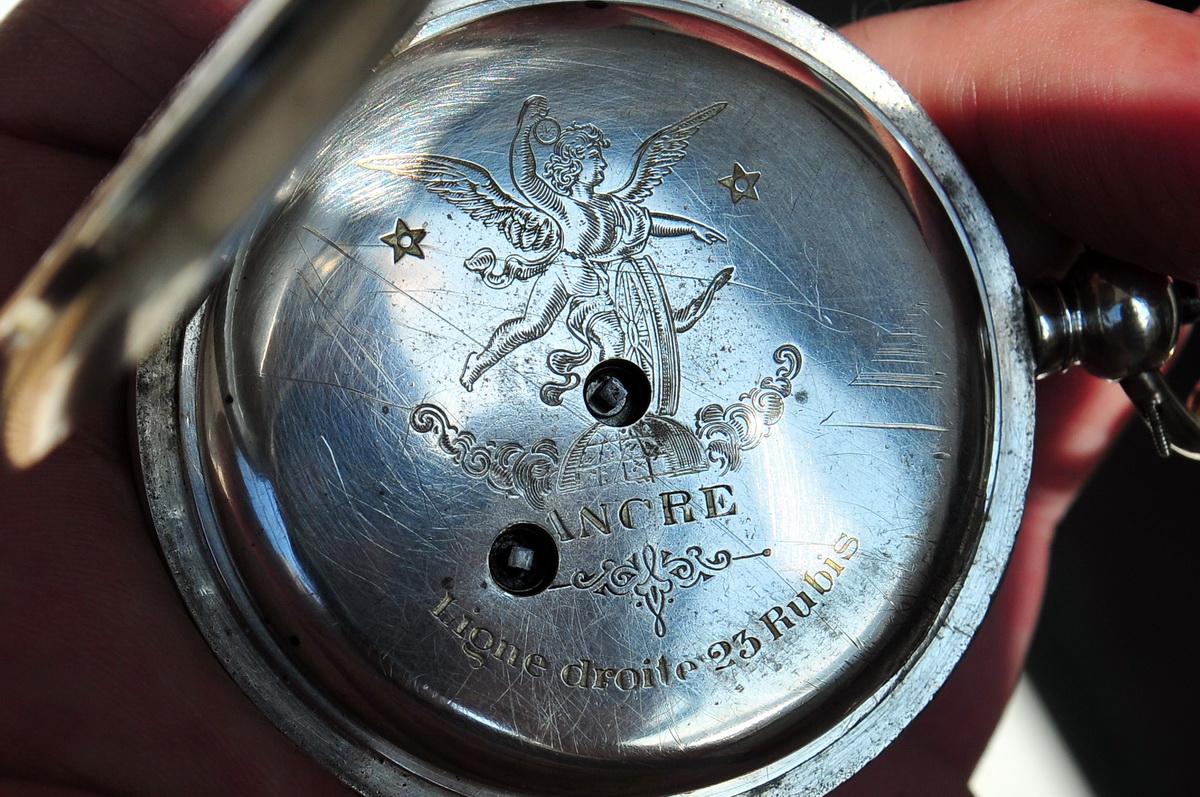 ANCRE
Ligne droite 23 Rubis